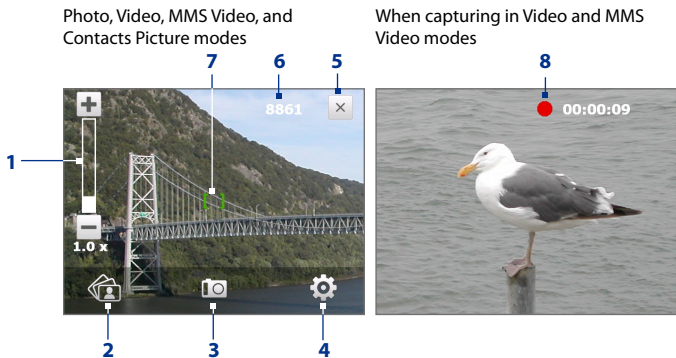 Photo, Video, MMS Video, and
Contacts Picture modes
When capturing in Video and MMS
Video modes
7
6
5
8
8861
00:00:09
1
1.0 x
2
3
4